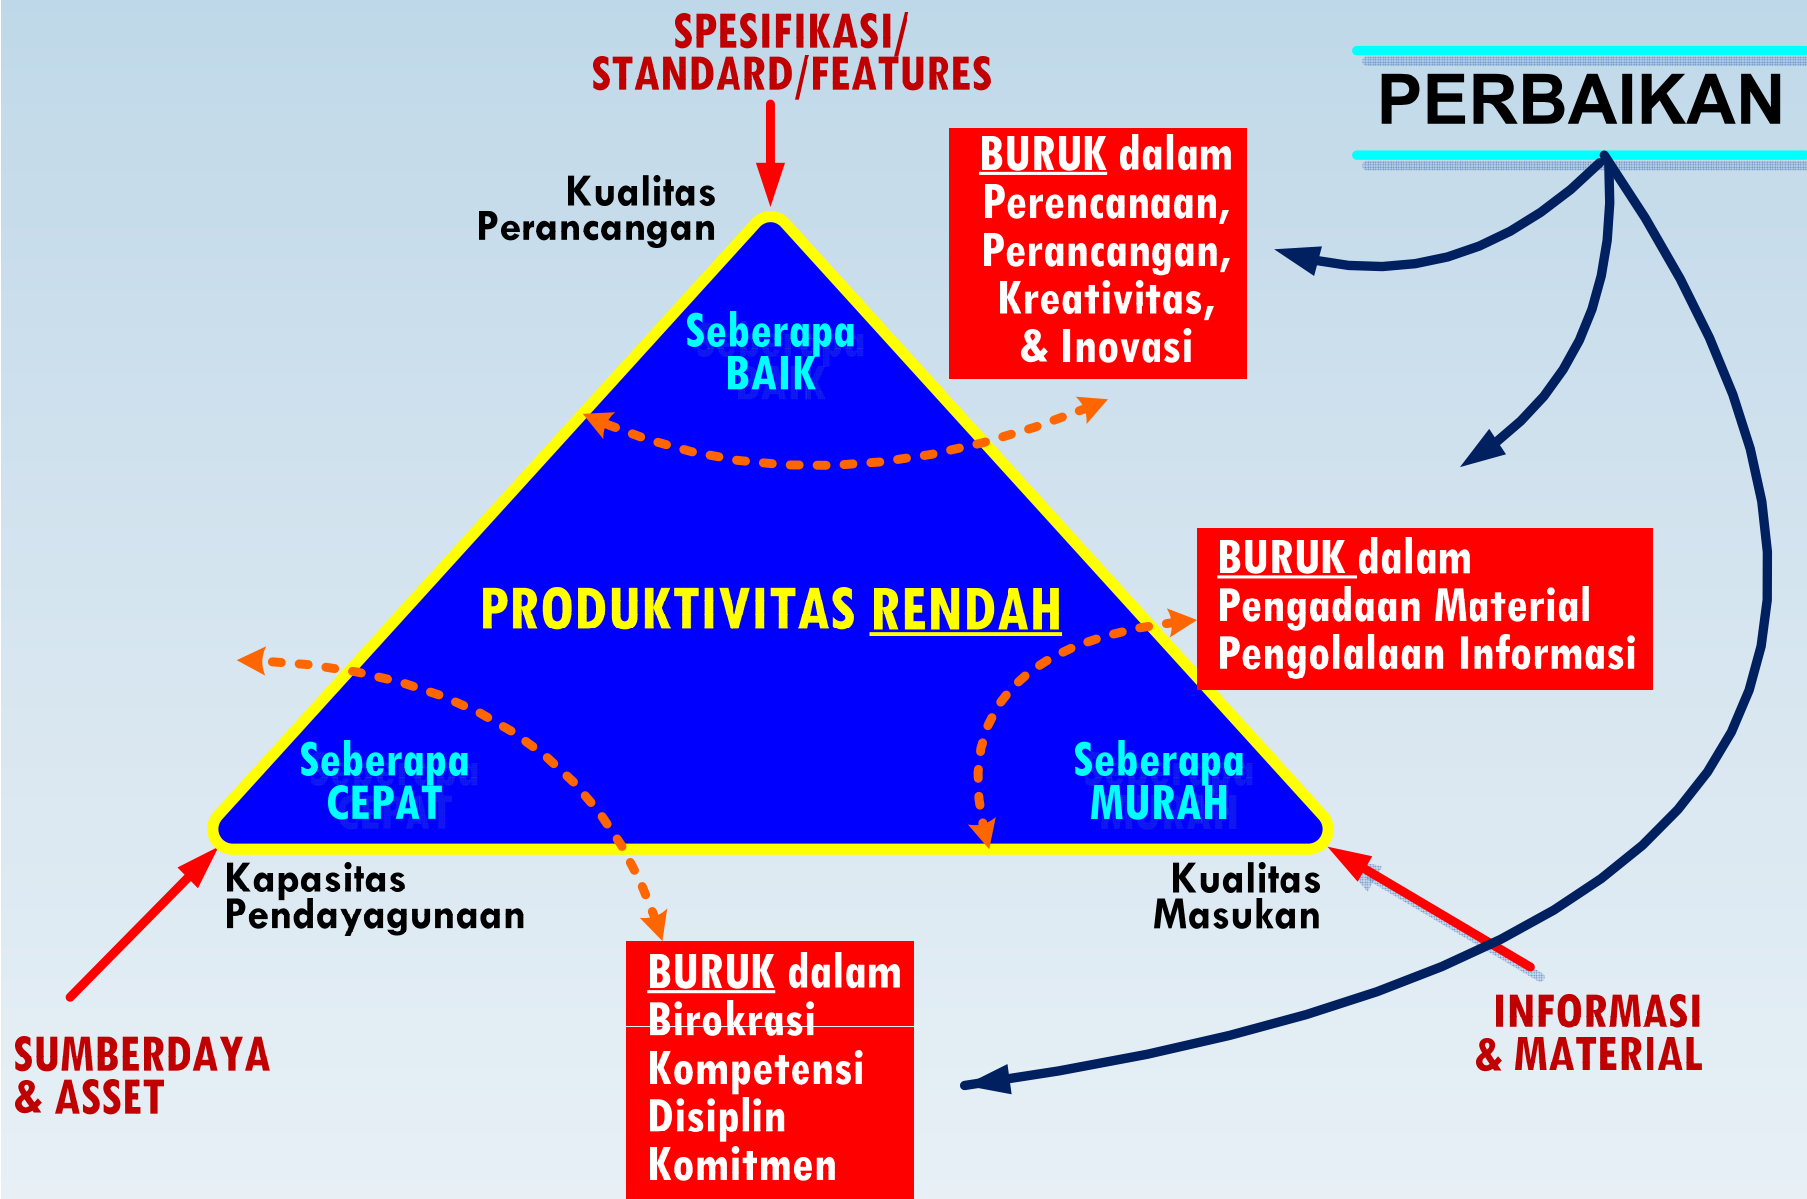 SPESIFIKASI/
STANDARD/FEATURES
PERBAIKAN
Kualitas
Perancangan
BURUK dalam
Perencanaan,
Perancangan,
Kreativitas,
& Inovasi
Seberapa
BAIK
PRODUKTIVITAS RENDAH
BURUK dalam
Pengadaan Material
Pengolalaan Informasi
Seberapa
CEPAT
Seberapa
MURAH
Kapasitas
Pendayagunaan
Kualitas
Masukan
SUMBERDAYA
& ASSET
BURUK dalam
Birokrasi
Kompetensi
Disiplin
Komitmen
INFORMASI
& MATERIAL